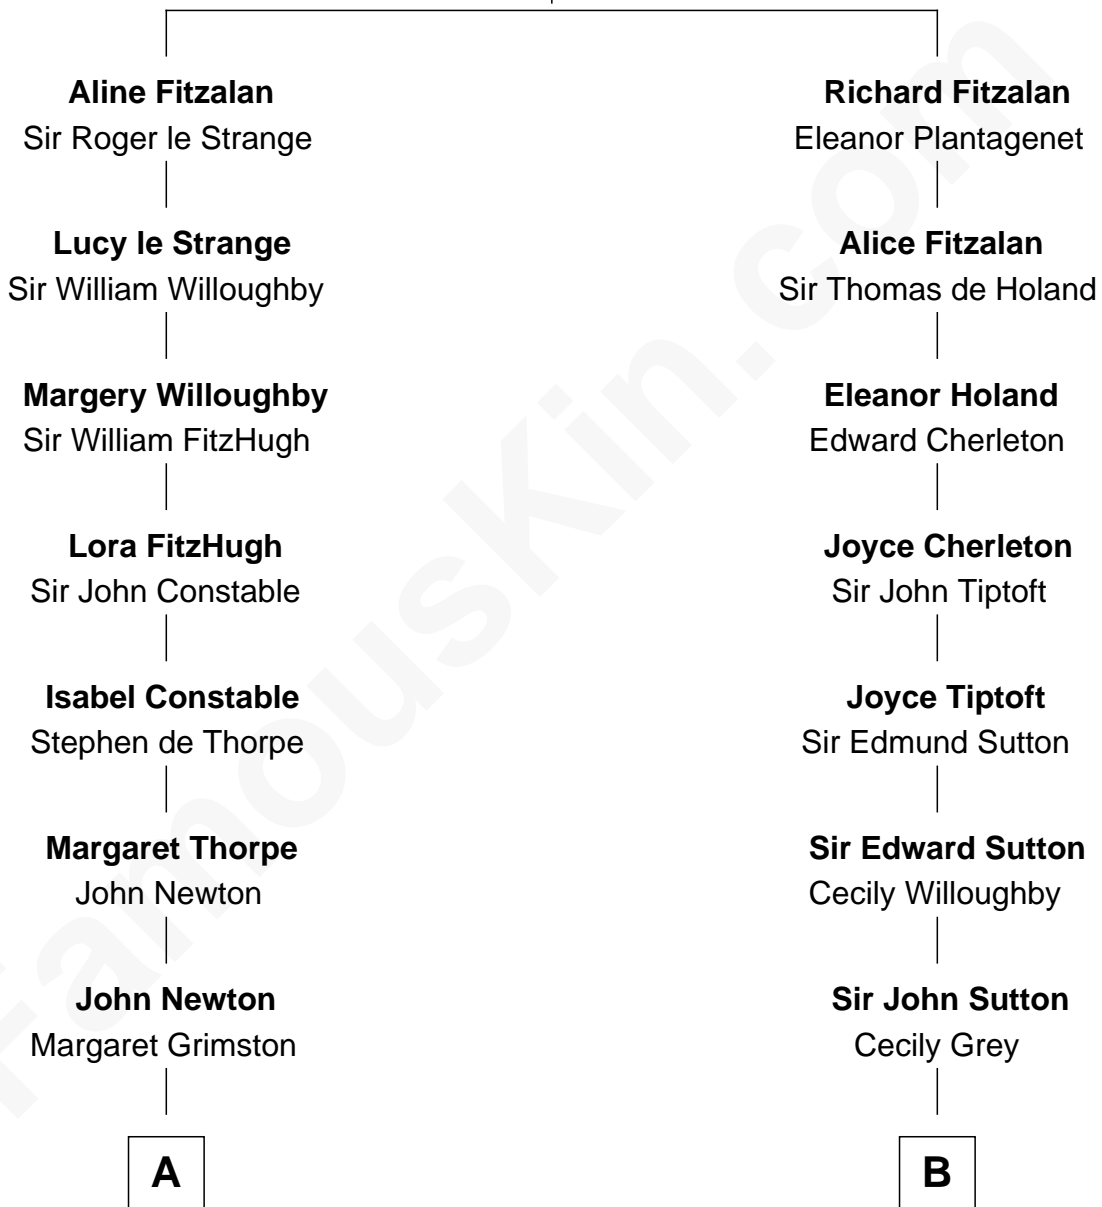 Aline Fitzalan
Sir Roger le Strange
Lucy le Strange
Sir William Willoughby
Margery Willoughby
Sir William FitzHugh
Lora FitzHugh
Sir John Constable
Isabel Constable
Stephen de Thorpe
Margaret Thorpe
John Newton
John Newton
Margaret Grimston
A
Richard Fitzalan
Eleanor Plantagenet
Alice Fitzalan
Sir Thomas de Holand
Eleanor Holand
Edward Cherleton
Joyce Cherleton
Sir John Tiptoft
Joyce Tiptoft
Sir Edmund Sutton
Sir Edward Sutton
Cecily Willoughby
Sir John Sutton
Cecily Grey
B
FamousKin.com